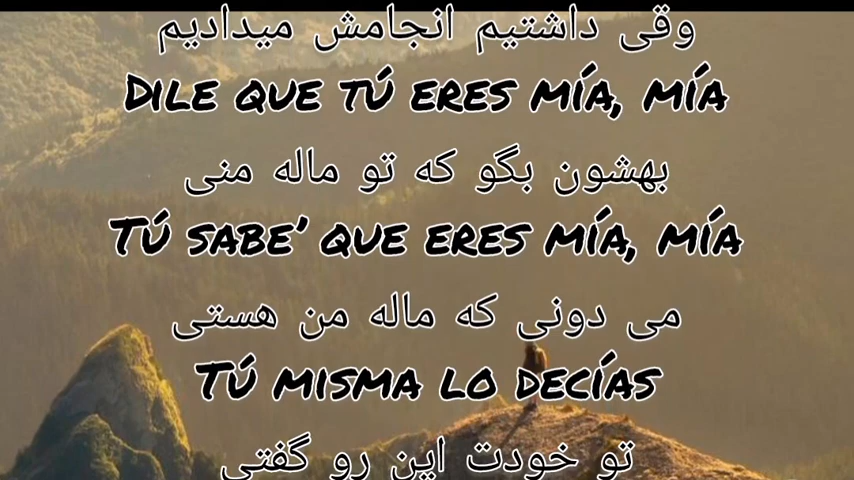 وقی داشتیم انجامش میدادیم
DILE QUE TÚ ERES MÍA, MÍA
بهشون بگو که تو ماله منی
TÚ SABE' QUE ERES MÍA, MÍA
می دونی که ماله من هستی
TÚ MISMA LO DECÍAS
تو خودت این رو گفتی